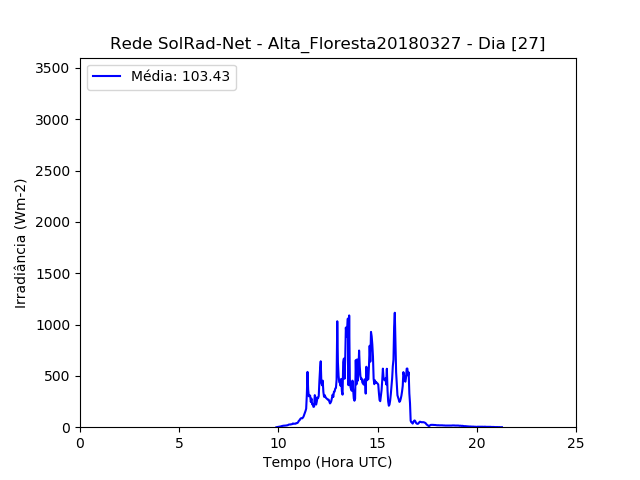 Rede SolRad-Net - Alta_Floresta20180327 - Dia [27]
Média: 103.43
3500
3000
2500
2000
1500
1000
500
0
Irradiância (Wm-2)
0 5 10 15 20 25
Tempo (Hora UTC)